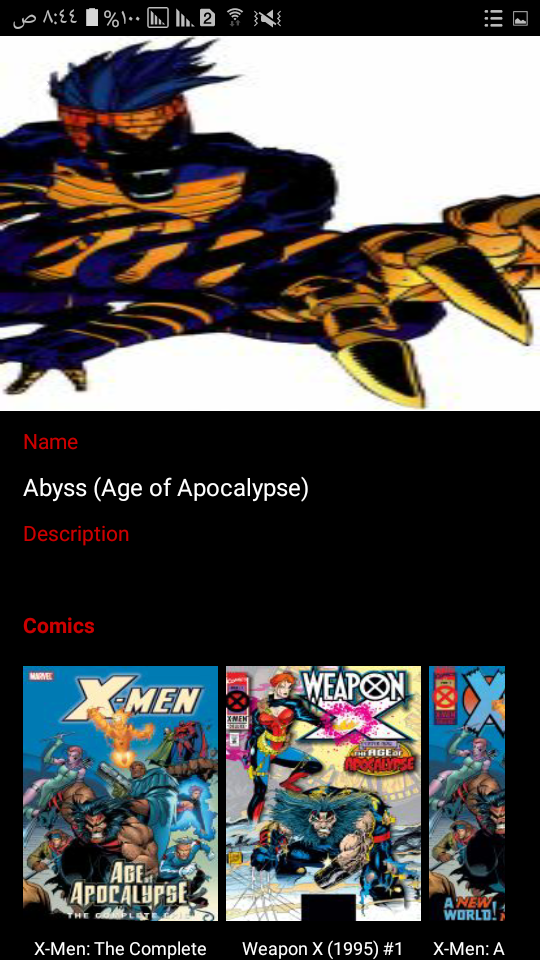 ص ٨:٤٤ %١٠٠ 2
Name
Abyss (Age of Apocalypse)
Description
Comics
MARVEL
X-MEN
AGE OF
APOCALYPSE
THE COMPLETE
WEAPON
X
X-MEN
THE AGE OF
APOCALYPSE
X
A NEW
WORLD!
X-Men: The Complete
Weapon X (1995) #1
X-Men: A